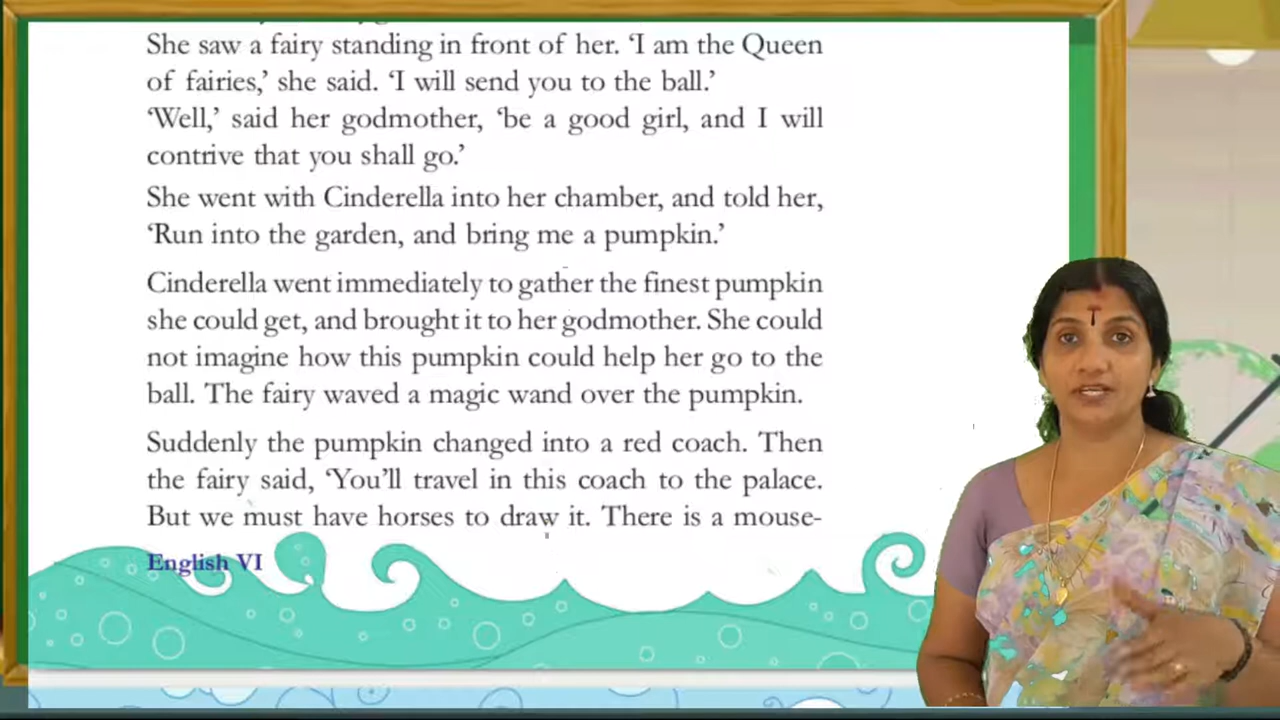 She saw a fairy standing in front of her. ‘I am the Queen
of fairies,’ she said. ‘I will send you to the ball.’
‘Well,’ said her godmother, ‘be a good girl, and I will
contrive that you shall go.’
She went with Cinderella into her chamber, and told her,
‘Run into the garden, and bring me a pumpkin.’
Cinderella went immediately to gather the finest pumpkin
she could get, and brought it to her godmother. She could
not imagine how this pumpkin could help her go to the
ball. The fairy waved a magic wand over the pumpkin.
Suddenly the pumpkin changed into a red coach. Then
the fairy said, ‘You’ll travel in this coach to the palace.
But we must have horses to draw it. There is a mouse-
English VI